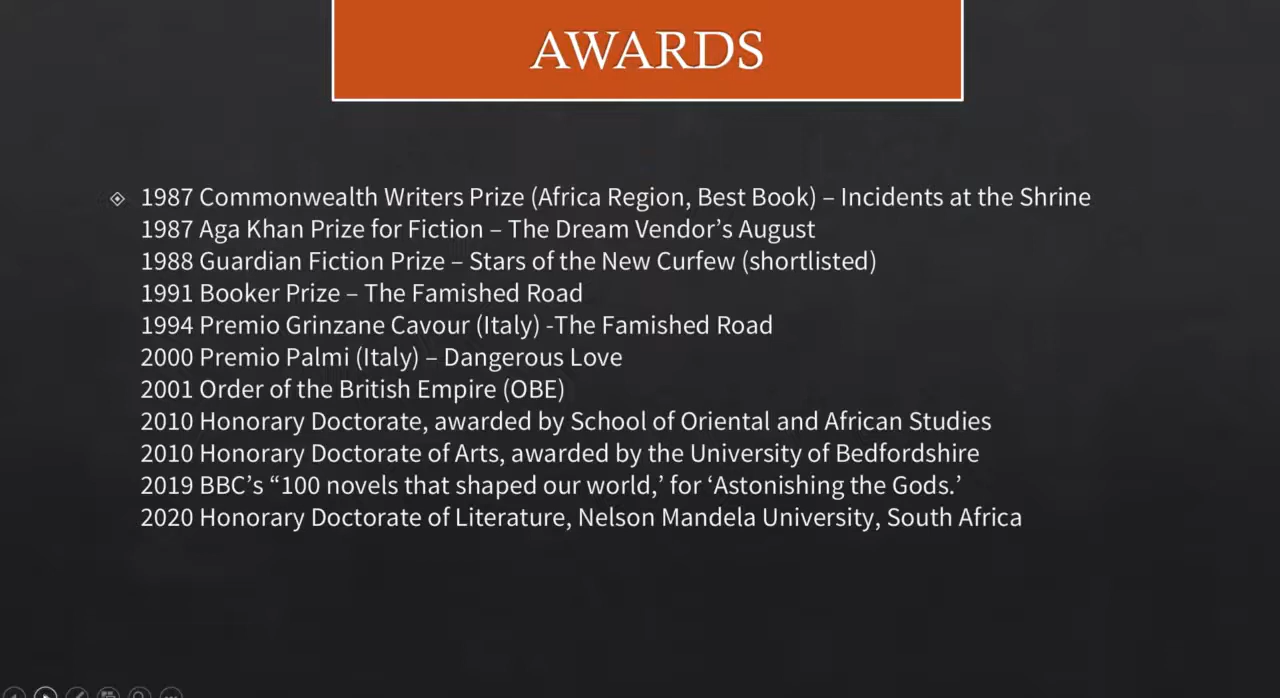 AWARDS
1987 Commonwealth Writers Prize (Africa Region, Best Book) – Incidents at the Shrine
1987 Aga Khan Prize for Fiction – The Dream Vendor’s August
1988 Guardian Fiction Prize – Stars of the New Curfew (shortlisted)
1991 Booker Prize – The Famished Road
1994 Premio Grinzane Cavour (Italy) -The Famished Road
2000 Premio Palmi (Italy) – Dangerous Love
2001 Order of the British Empire (OBE)
2010 Honorary Doctorate, awarded by School of Oriental and African Studies
2010 Honorary Doctorate of Arts, awarded by the University of Bedfordshire
2019 BBC’s “100 novels that shaped our world,’ for ‘Astonishing the Gods.’
2020 Honorary Doctorate of Literature, Nelson Mandela University, South Africa